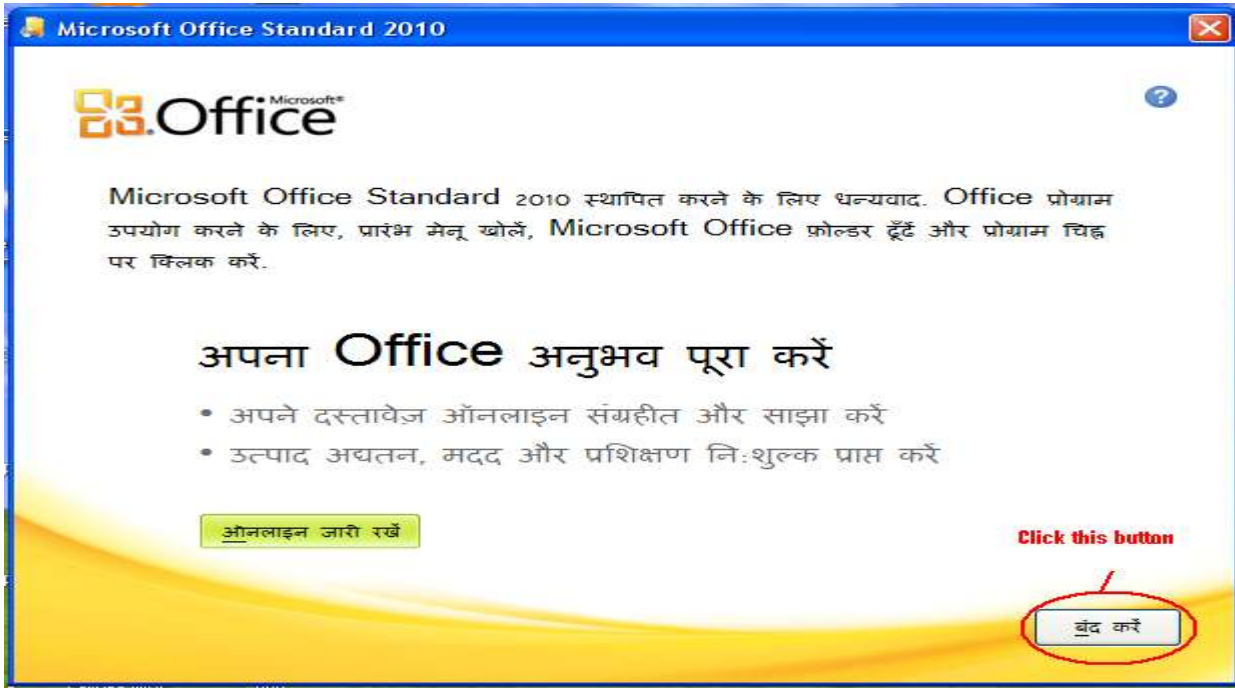 Microsoft Office Standard 2010
Microsoft®
Office
Microsoft Office Standard 2010 स्थापित करने के लिए धन्यवाद. Office प्रोग्राम
उपयोग करने के लिए, प्रारंभ मेनू खोलें, Microsoft Office फ़ोल्डर ढूँढें और प्रोग्राम चिह्न
पर क्लिक करें.
अपना Office अनुभव पूरा करें
• अपने दस्तावेज़ ऑनलाइन संग्रहीत और साझा करें
• उत्पाद अद्यतन, मदद और प्रशिक्षण नि:शुल्क प्राप्त करें
ऑनलाइन जारी रखें
Click this button
बंद करें